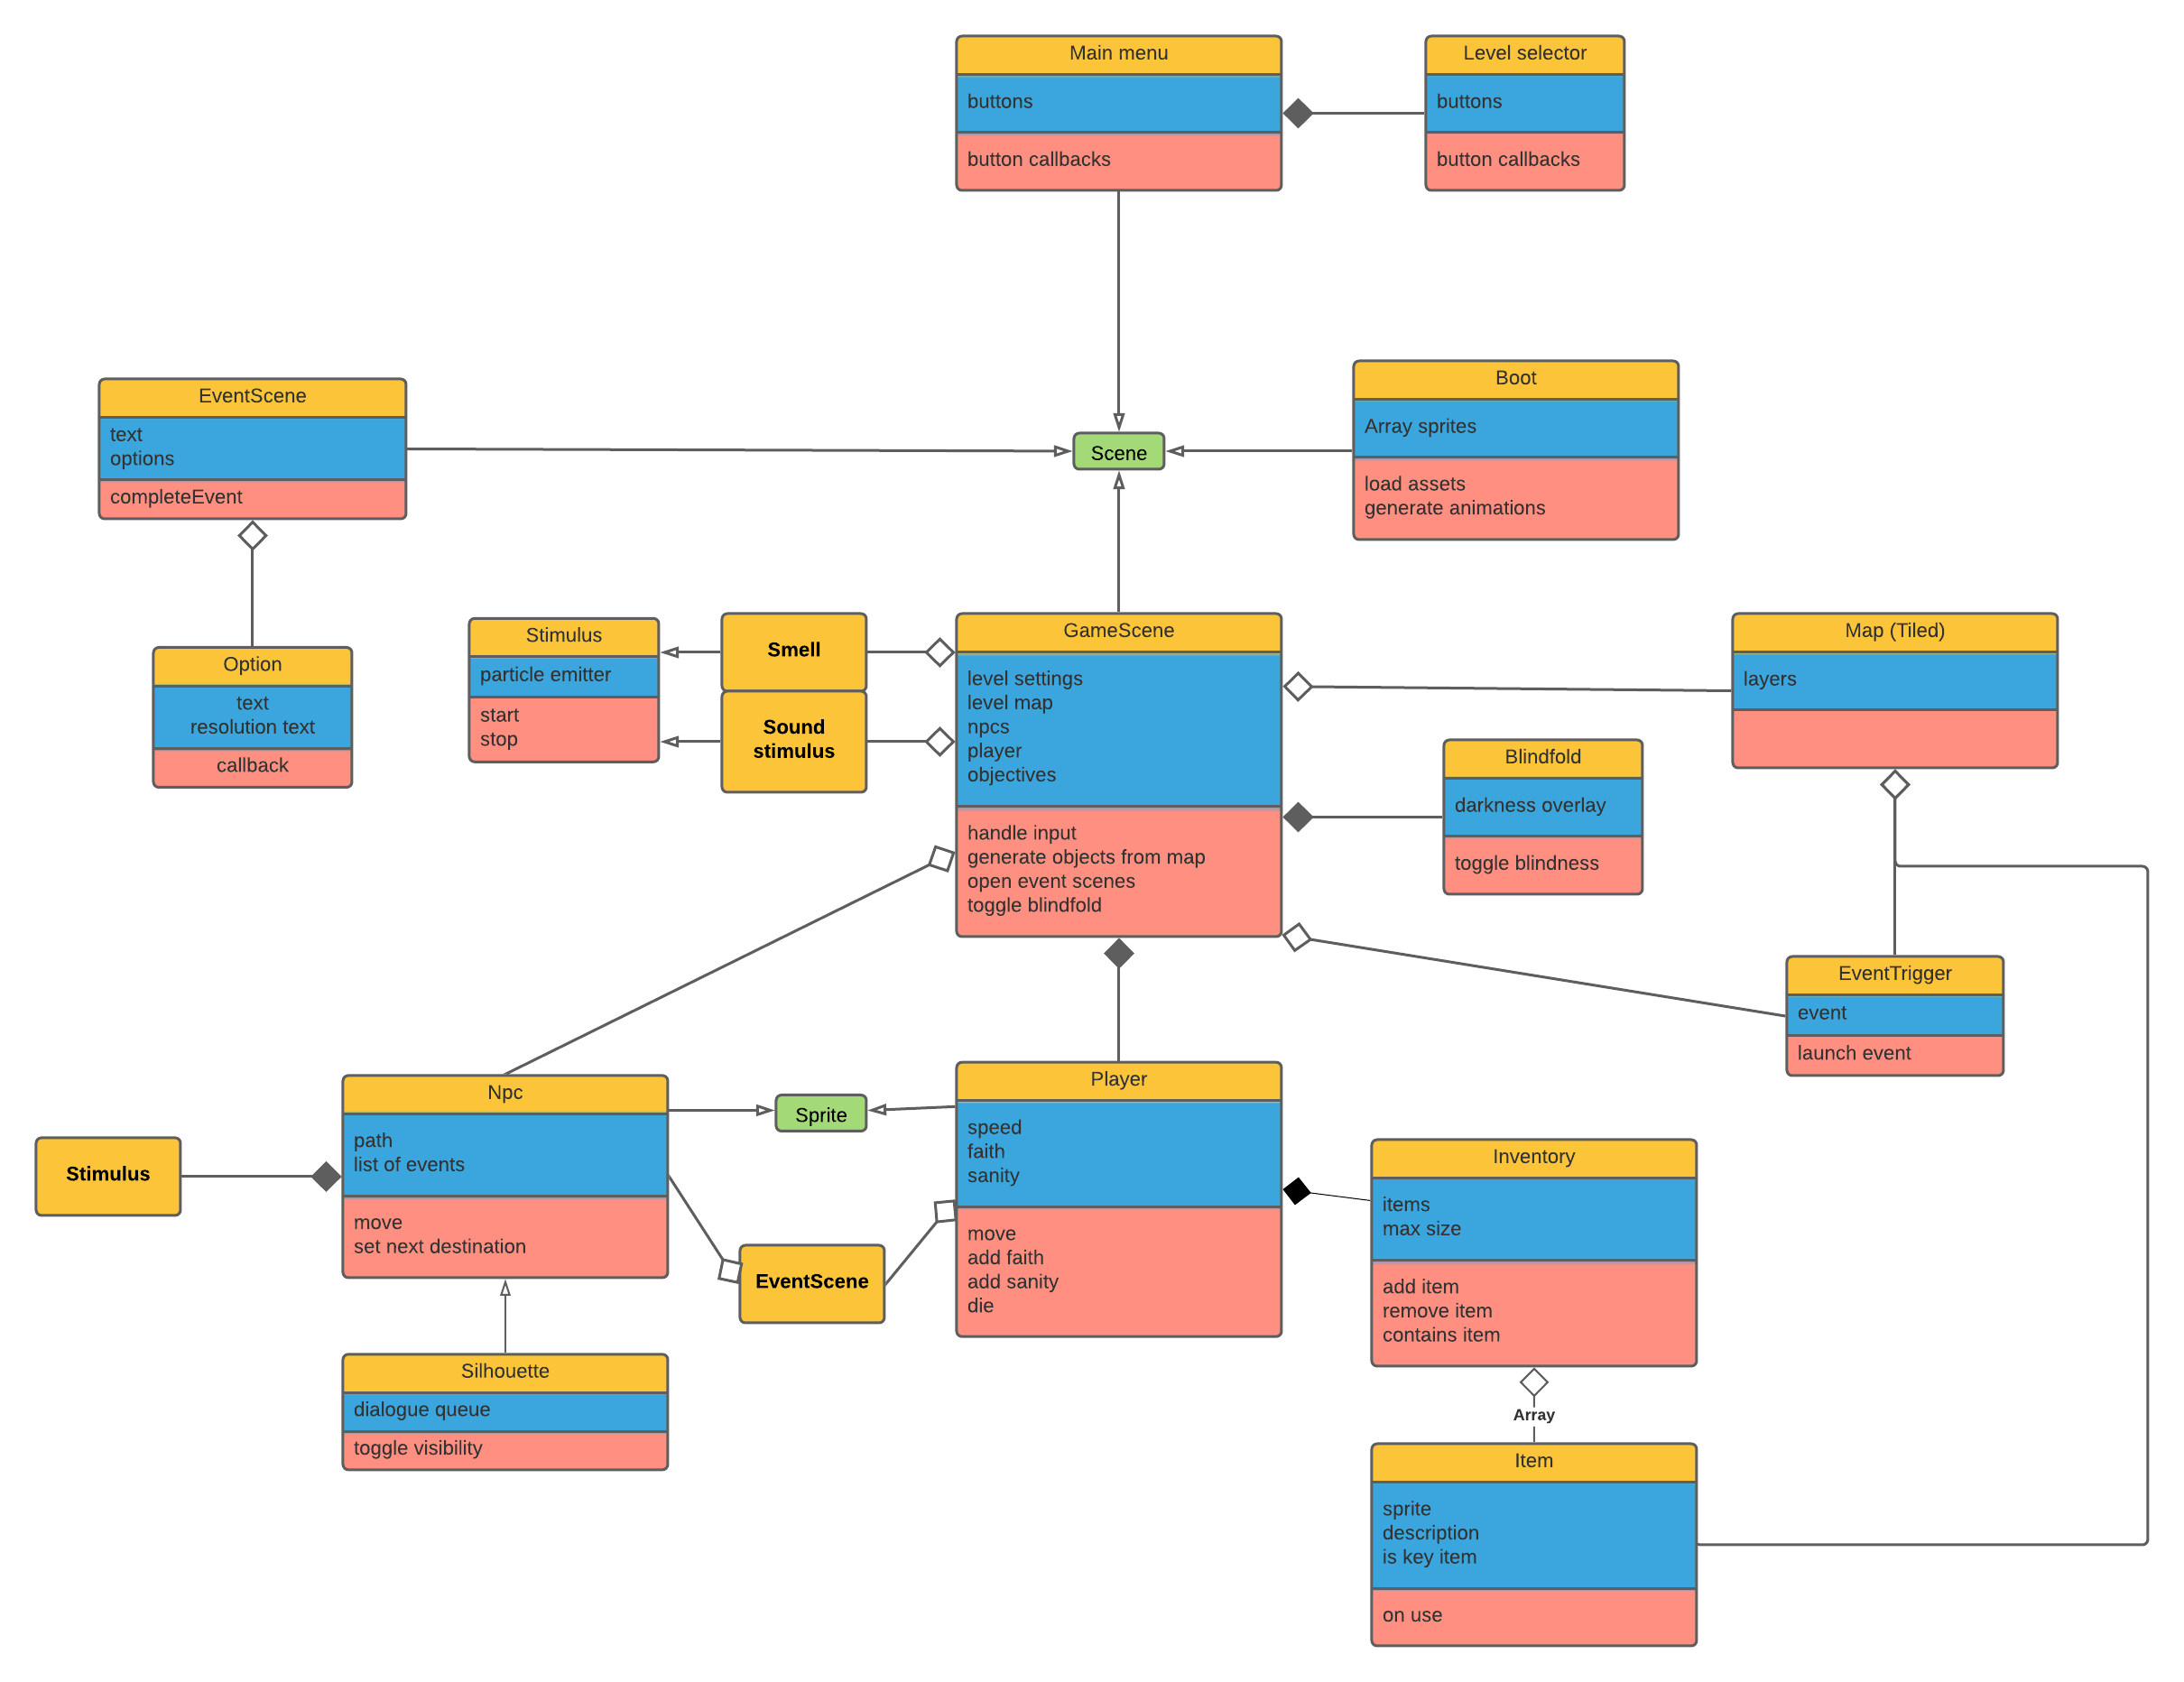 Main menu
buttons
button callbacks
Level selector
buttons
button callbacks
EventScene
text
options
completeEvent
Scene
Boot
Array sprites
load assets
generate animations
Option
text
resolution text
callback
Stimulus
particle emitter
start
stop
Smell
Sound
stimulus
GameScene
level settings
level map
npcs
player
objectives
handle input
generate objects from map
open event scenes
toggle blindfold
Map (Tiled)
layers
Blindfold
darkness overlay
toggle blindness
EventTrigger
event
launch event
Stimulus
Npc
path
list of events
move
set next destination
Sprite
EventScene
Player
speed
faith
sanity
move
add faith
add sanity
die
Inventory
items
max size
add item
remove item
contains item
Silhouette
dialogue queue
toggle visibility
Array
Item
sprite
description
is key item
on use